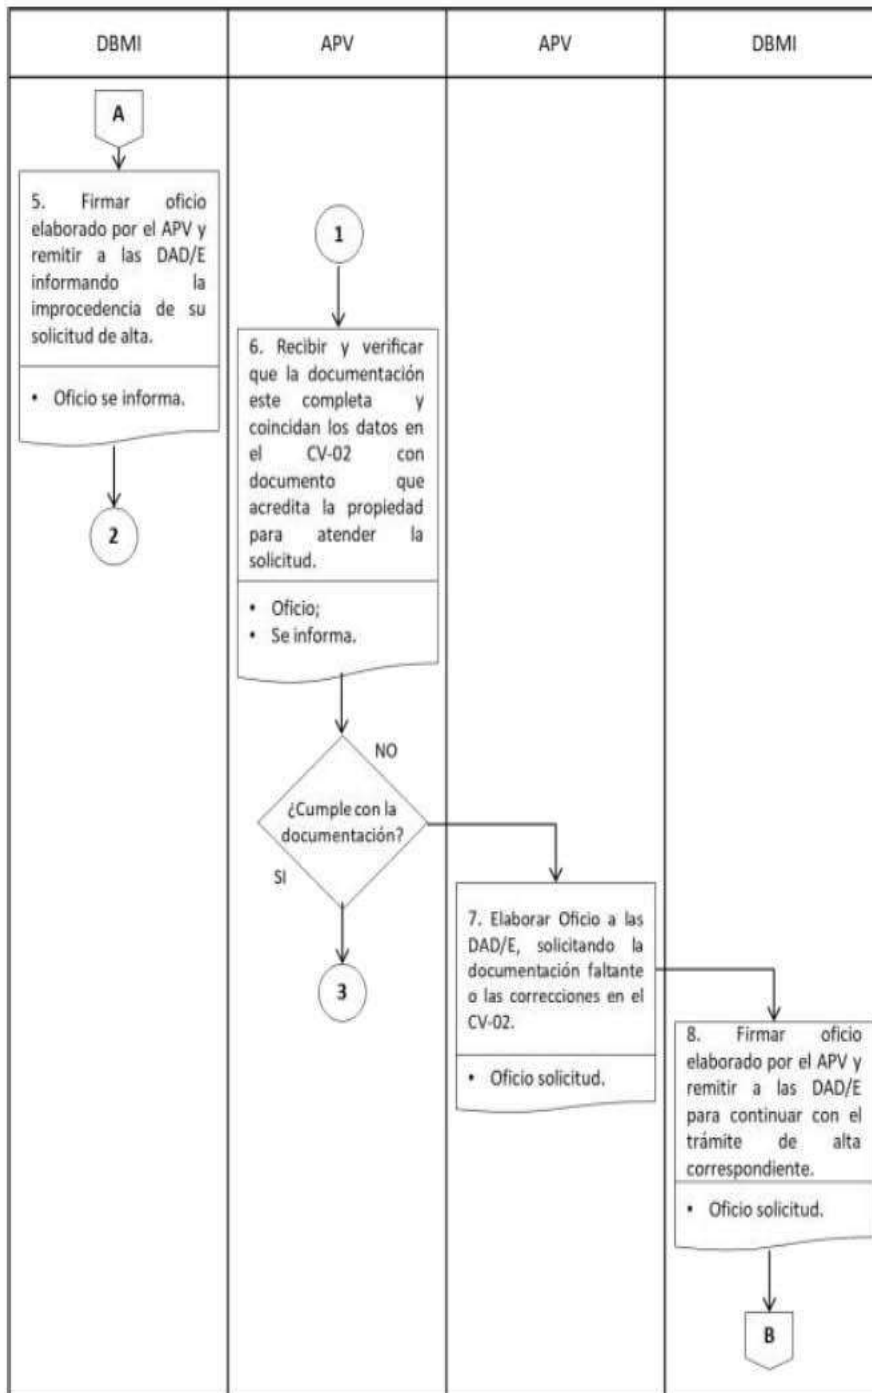 DBMI
APV
APV
DBMI
A
5. Firmar oficio
elaborado por el APV y
remitir a las DAD/E
informando la
improcedencia de su
solicitud de alta.
• Oficio se informa.
2
1
6. Recibir y verificar
que la documentación
este completa y
coincidan los datos en
el CV-02 con
documento que
acredita la propiedad
para atender la
solicitud.
• Oficio;
• Se informa.
NO
¿Cumple con la
documentación?
SI
3
7. Elaborar Oficio a las
DAD/E, solicitando la
documentación faltante
o las correcciones en el
CV-02.
• Oficio solicitud.
8. Firmar oficio
elaborado por el APV y
remitir a las DAD/E
para continuar con el
trámite de alta
correspondiente.
• Oficio solicitud.
B